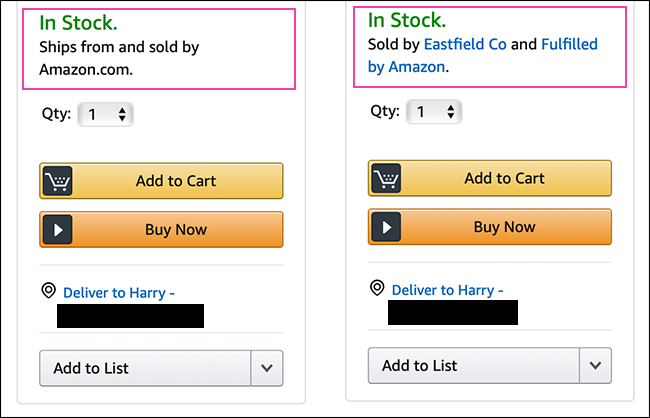 In Stock.
Ships from and sold by
Amazon.com.
Qty: 1
Add to Cart
Buy Now
Deliver to Harry -
Add to List
In Stock.
Sold by Eastfield Co and Fulfilled
by Amazon.
Qty: 1
Add to Cart
Buy Now
Deliver to Harry -
Add to List